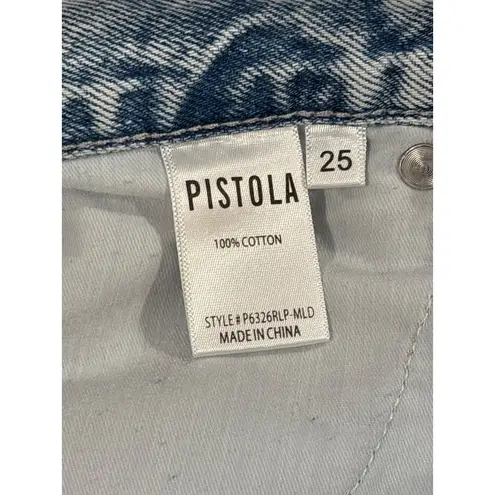 PISTOLA
25
100% COTTON
STYLE # P6326RLP-MLD
MADE IN CHINA